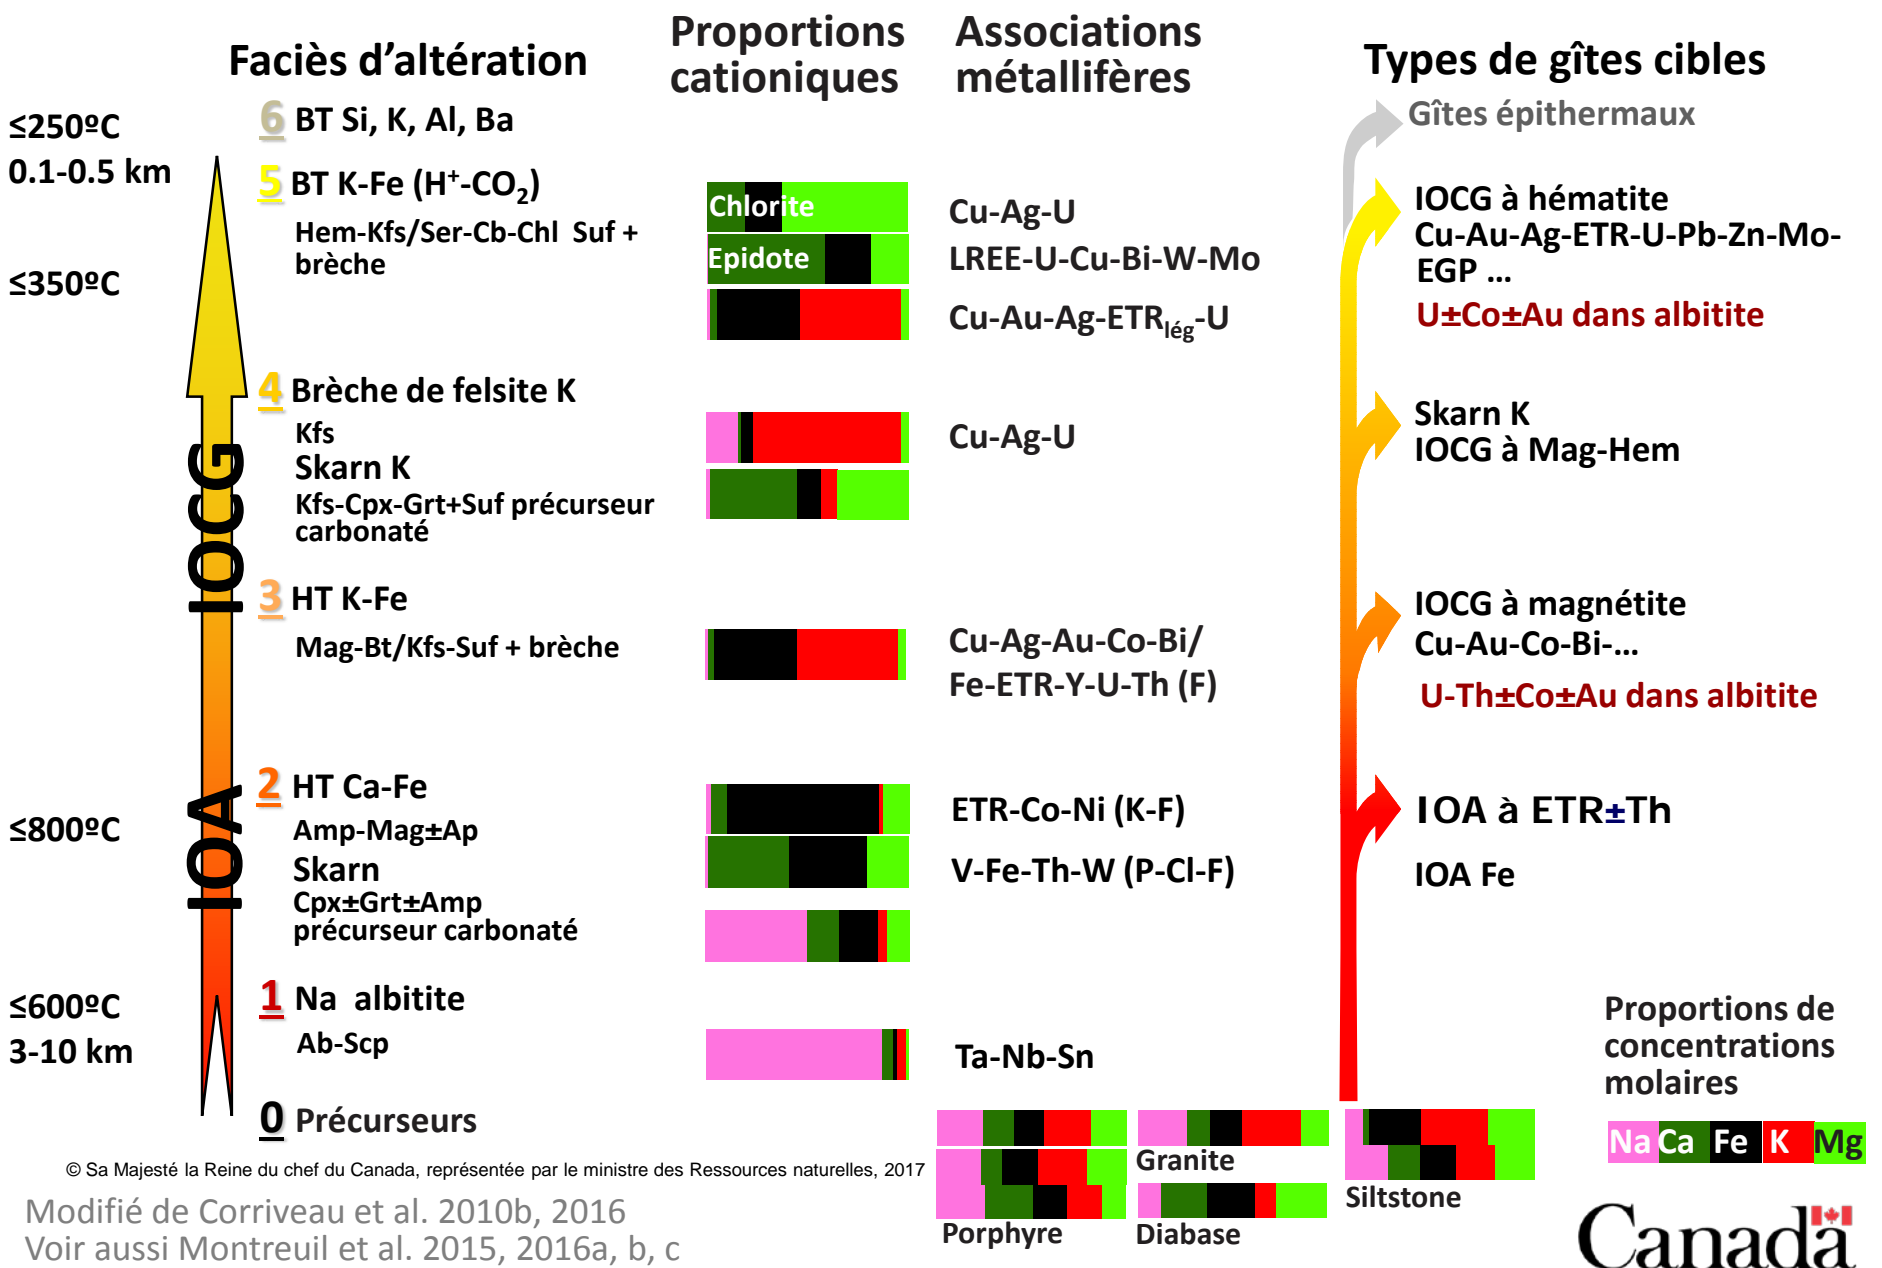 Faciès d'altération
Proportions
cationiques
Associations
métallifères
Types de gîtes cibles
≤250ºC
0.1-0.5 km
≤350ºC
≤800ºC
≤600ºC
3-10 km
IOCG
IOA
6 BT Si, K, Al, Ba
5 BT K-Fe (H⁺-CO₂)
Hem-Kfs/Ser-Cb-Chl Suf +
brèche
4 Brèche de felsite K
Kfs
Skarn K
Kfs-Cpx-Grt+Suf précurseur
carbonaté
3 HT K-Fe
Mag-Bt/Kfs-Suf + brèche
2 HT Ca-Fe
Amp-Mag±Ap
Skarn
Cpx±Grt±Amp
précurseur carbonaté
1 Na albitite
Ab-Scp
0 Précurseurs
Chlorite
Epidote
Cu-Ag-U
LREE-U-Cu-Bi-W-Mo
Cu-Au-Ag-ETRlég-U
Cu-Ag-U
Cu-Ag-Au-Co-Bi/
Fe-ETR-Y-U-Th (F)
ETR-Co-Ni (K-F)
V-Fe-Th-W (P-Cl-F)
Ta-Nb-Sn
Gîtes épithermaux
IOCG à hématite
Cu-Au-Ag-ETR-U-Pb-Zn-Mo-
EGP ...
U±Co±Au dans albitite
Skarn K
IOCG à Mag-Hem
IOCG à magnétite
Cu-Au-Co-Bi-...
U-Th±Co±Au dans albitite
IOA à ETR±Th
IOA Fe
Proportions de
concentrations
molaires
Na Ca Fe K Mg
Granite
Porphyre
Diabase
Siltstone
© Sa Majesté la Reine du chef du Canada, représentée par le ministre des Ressources naturelles, 2017
Modifié de Corriveau et al. 2010b, 2016
Voir aussi Montreuil et al. 2015, 2016a, b, c
Canada